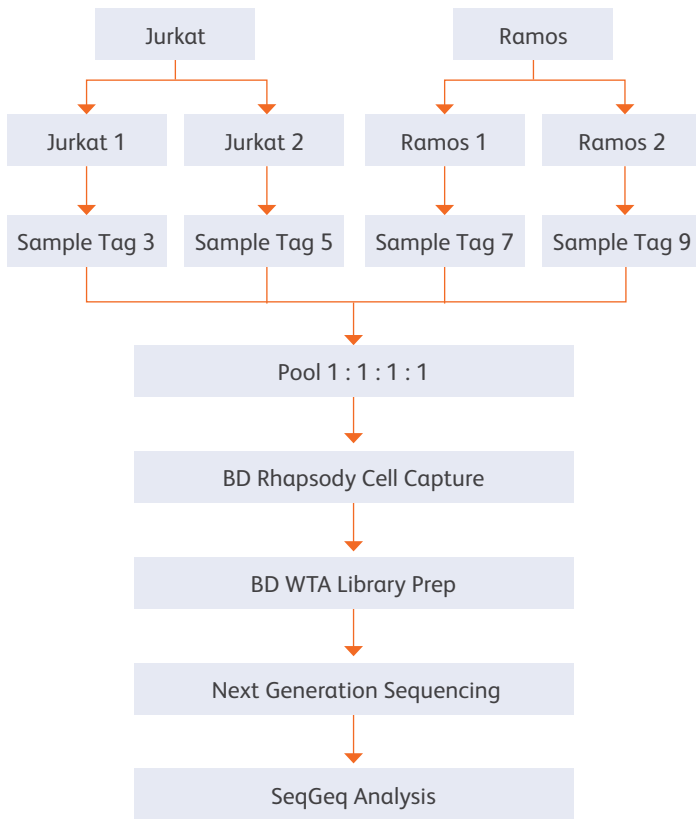 Jurkat
Ramos
Jurkat 1
Jurkat 2
Ramos 1
Ramos 2
Sample Tag 3
Sample Tag 5
Sample Tag 7
Sample Tag 9
Pool 1 : 1 : 1 : 1
BD Rhapsody Cell Capture
BD WTA Library Prep
Next Generation Sequencing
SeqGeq Analysis